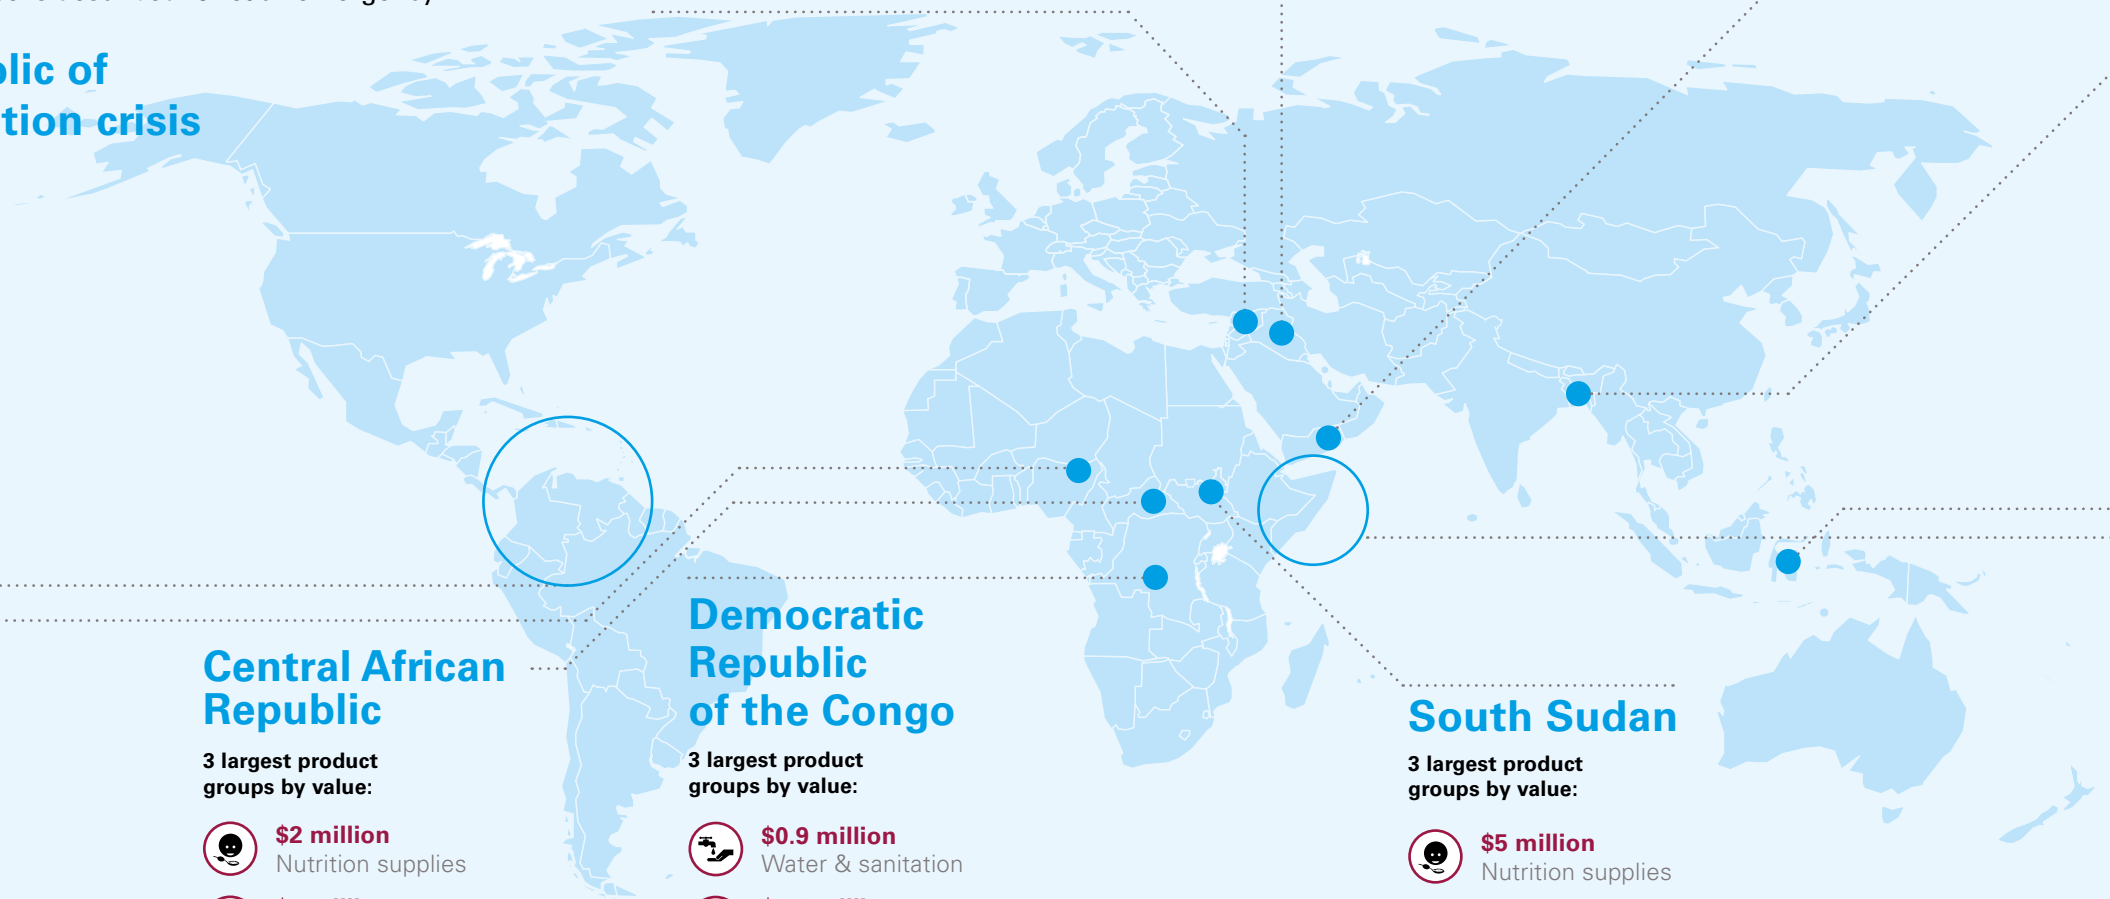 lic of
tion crisis
Central African
Republic
3 largest product
groups by value:
$2 million
Nutrition supplies
Democratic
Republic
of the Congo
3 largest product
groups by value:
$0.9 million
Water & sanitation
South Sudan
3 largest product
groups by value:
$5 million
Nutrition supplies